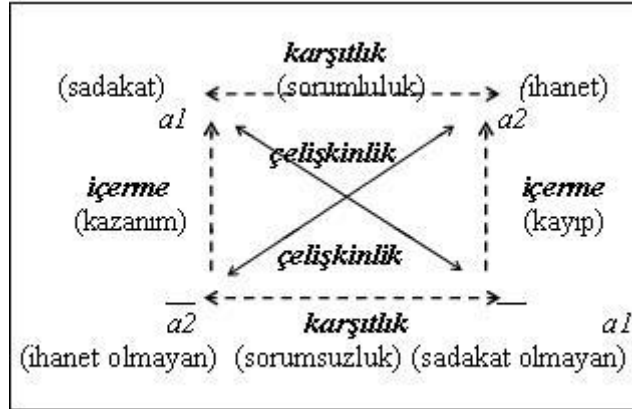 karşıtlık
(sadakat) (sorumluluk) (ihanet)
a1 a2
çelişkinlik
içerme içerme
(kazanım) (kayıp)
çelişkinlik
a2 karşıtlık a1
(ihanet olmayan) (sorumsuzluk) (sadakat olmayan)